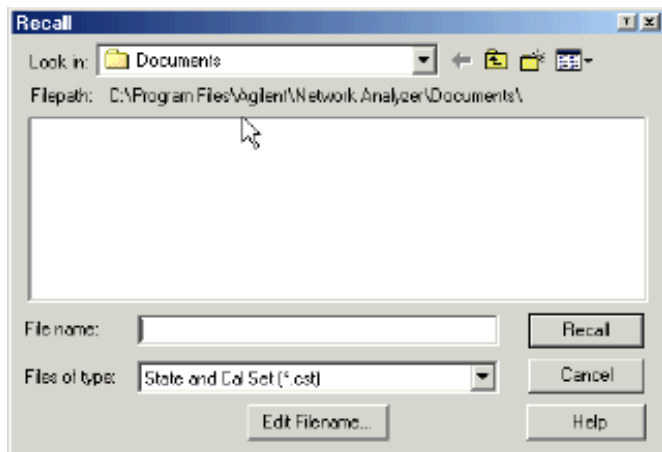 Recall
Look in: Documents
Filepath: C:\Program Files\Agilent\Network Analyzer\Documents\
File name:
Recall
Files of type: State and Cal Set (*.cst)
Cancel
Edit Filename...
Help